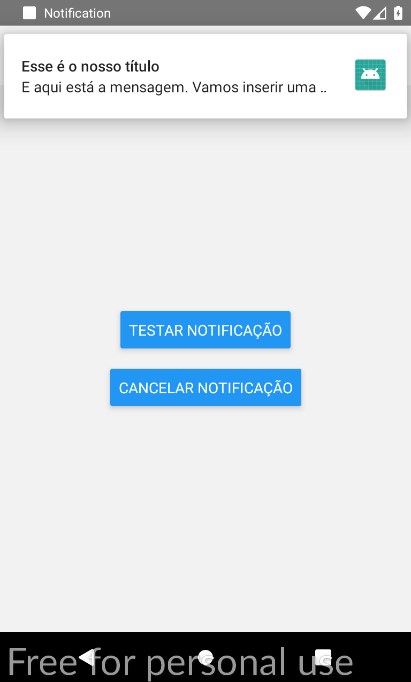 Notification
Esse é o nosso título
E aqui está a mensagem. Vamos inserir uma ..
TESTAR NOTIFICAÇÃO
CANCELAR NOTIFICAÇÃO
Free for personal use